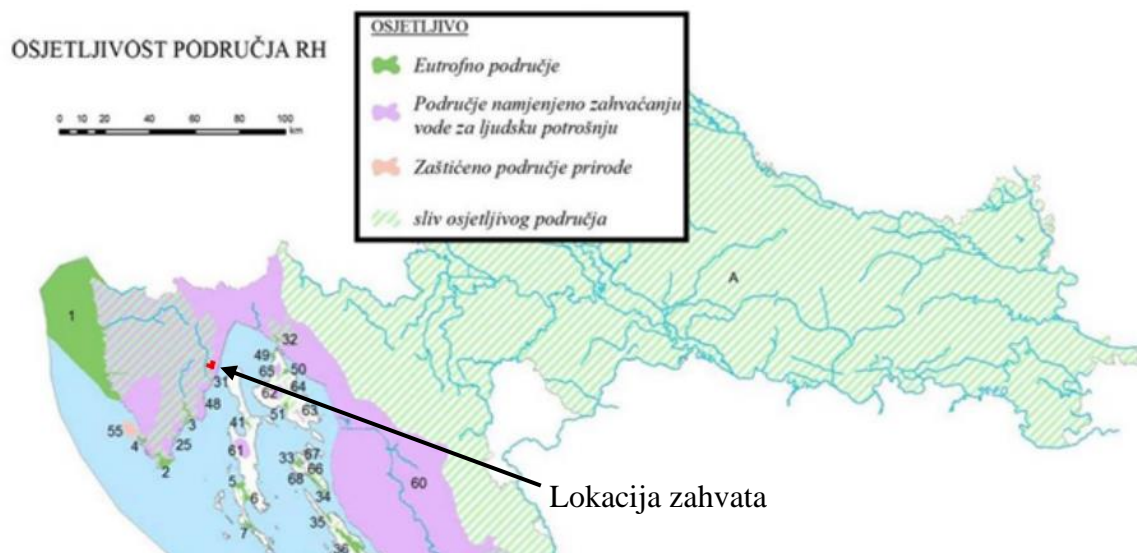 OSJETLJIVOST PODRUČJA RH
0 10 20 40 60 80 100
km
OSJETLJIVO
Eutrofno područje
Područje namjenjeno zahvaćanju
vode za ljudsku potrošnju
Zaštićeno područje prirode
sliv osjetljivog područja
A
1
32
49
65
50
31
62
64
48
51
63
3
41
55
4
25
61
2
33
67
66
68
60
5
6
34
7
35
36
Lokacija zahvata